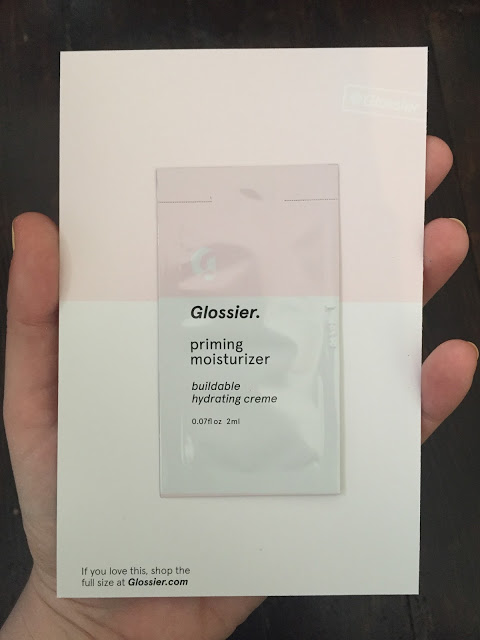 Glossier.
priming
moisturizer
buildable
hydrating creme
0.07fl oz 2ml
If you love this, shop the
full size at Glossier.com